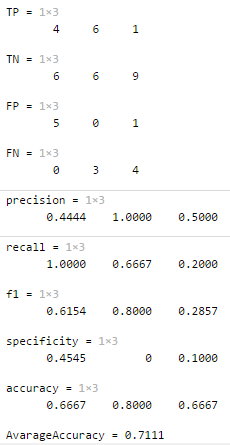 TP = 1×3
4 6 1
TN = 1×3
6 6 9
FP = 1×3
5 0 1
FN = 1×3
0 3 4
precision = 1×3
0.4444 1.0000 0.5000
recall = 1×3
1.0000 0.6667 0.2000
f1 = 1×3
0.6154 0.8000 0.2857
specificity = 1×3
0.4545 0 0.1000
accuracy = 1×3
0.6667 0.8000 0.6667
AvarageAccuracy = 0.7111